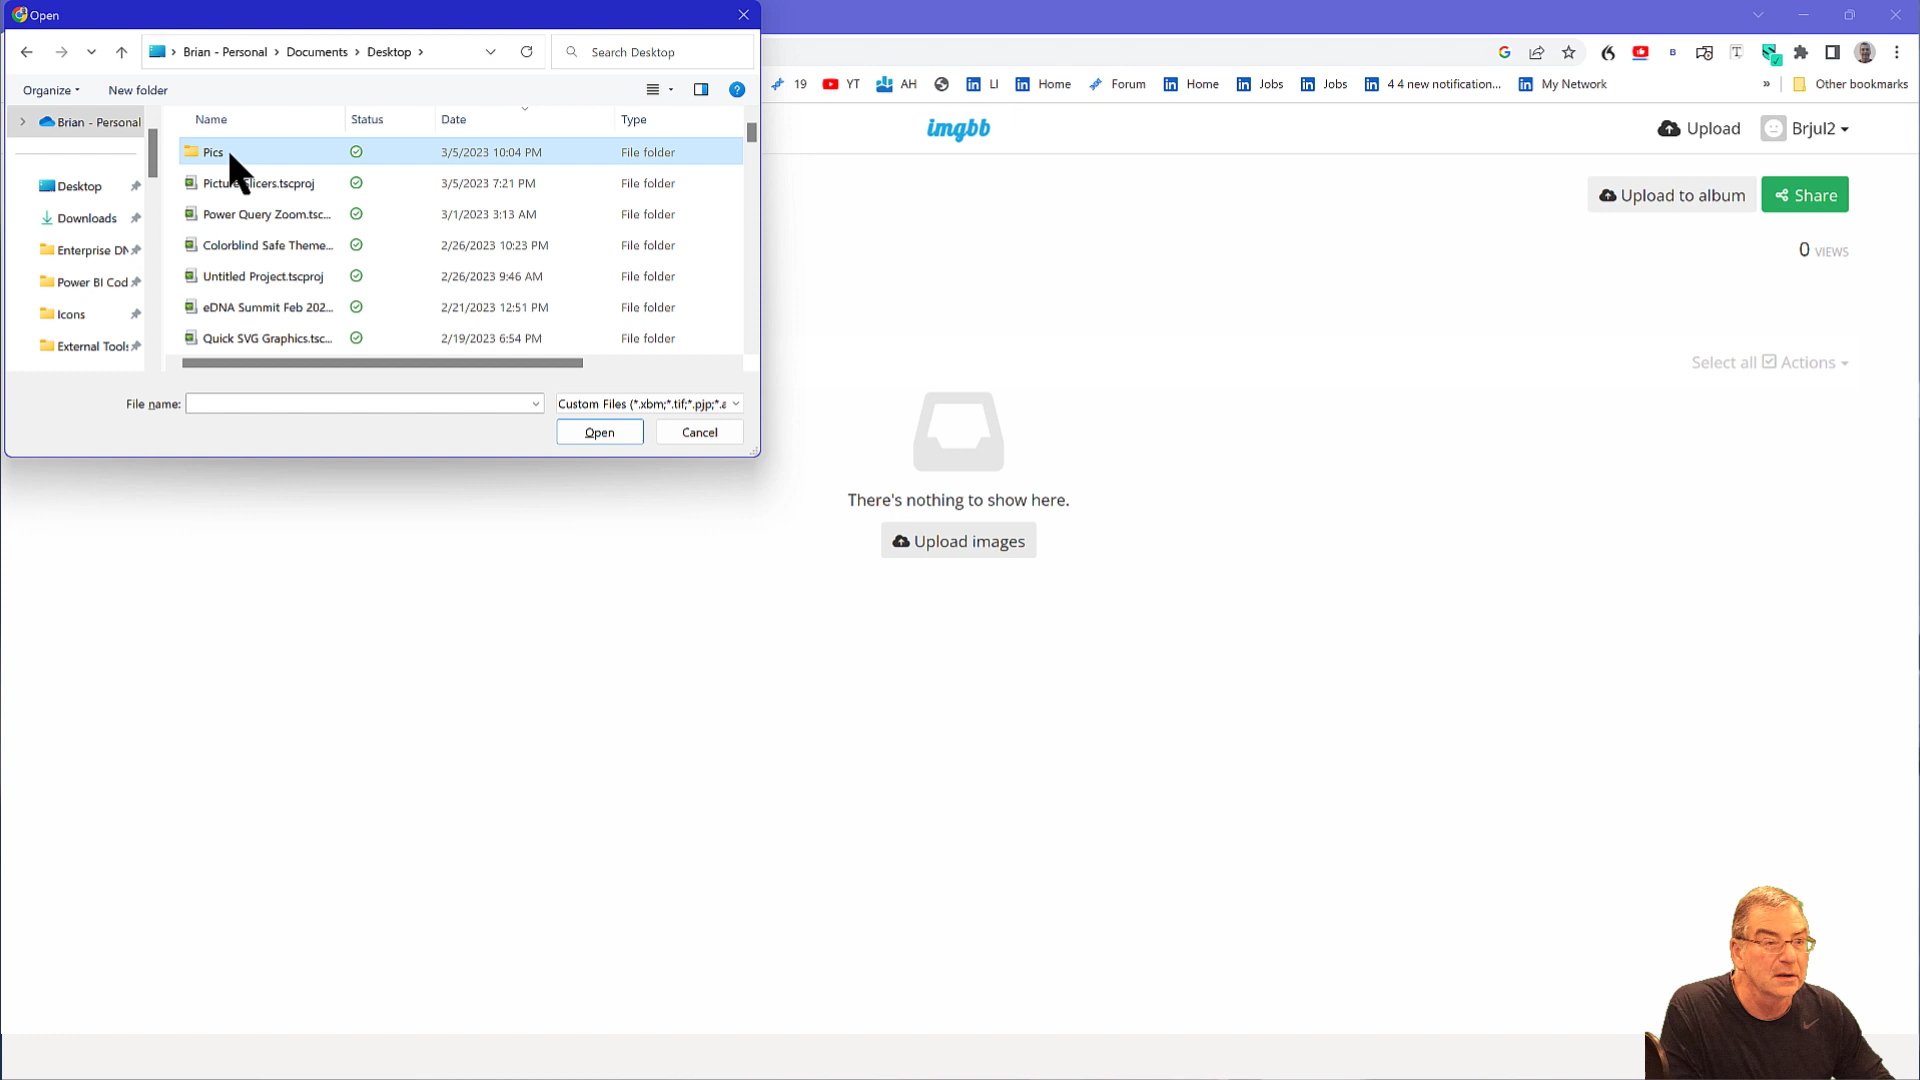 Open
Brian - Personal > Documents > Desktop >
Search Desktop
Organize
New folder
?
Brian - Personal
Desktop
Downloads
Enterprise DN
Power BI Cod
Icons
External Tools
Name Status Date Type
Pics 3/5/2023 10:04 PM File folder
Picture Slicers.tscproj 3/5/2023 7:21 PM File folder
Power Query Zoom.tsc... 3/1/2023 3:13 AM File folder
Colorblind Safe Theme... 2/26/2023 10:23 PM File folder
Untitled Project.tscproj 2/26/2023 9:46 AM File folder
eDNA Summit Feb 202... 2/21/2023 12:51 PM File folder
Quick SVG Graphics.tsc... 2/19/2023 6:54 PM File folder
File name:
Custom Files (*.xbm;*.tif;*.pjp;*.a
Open
Cancel
19 YT AH LI Home Forum Home Jobs Jobs 4 4 new notification... My Network » Other bookmarks
imgbb
Upload
Brjul2
Upload to album
Share
0 VIEWS
Select all Actions
There's nothing to show here.
Upload images